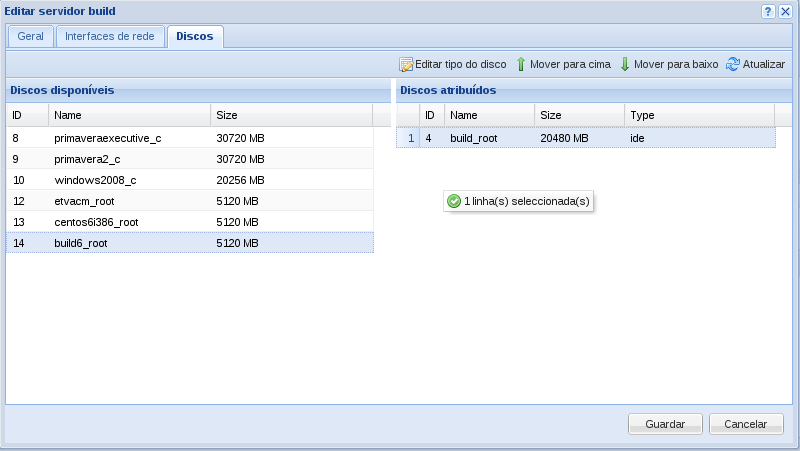 Editar servidor build
Geral Interfaces de rede Discos
Editar tipo do disco Mover para cima Mover para baixo Atualizar
Discos disponíveis
ID Name Size
8 primaveraexecutive_c 30720 MB
9 primavera2_c 30720 MB
10 windows2008_c 20256 MB
12 etvacm_root 5120 MB
13 centos6i386_root 5120 MB
14 build6_root 5120 MB
Discos atribuídos
ID Name Size Type
1 4 build_root 20480 MB ide
1 linha(s) seleccionada(s)
Guardar Cancelar